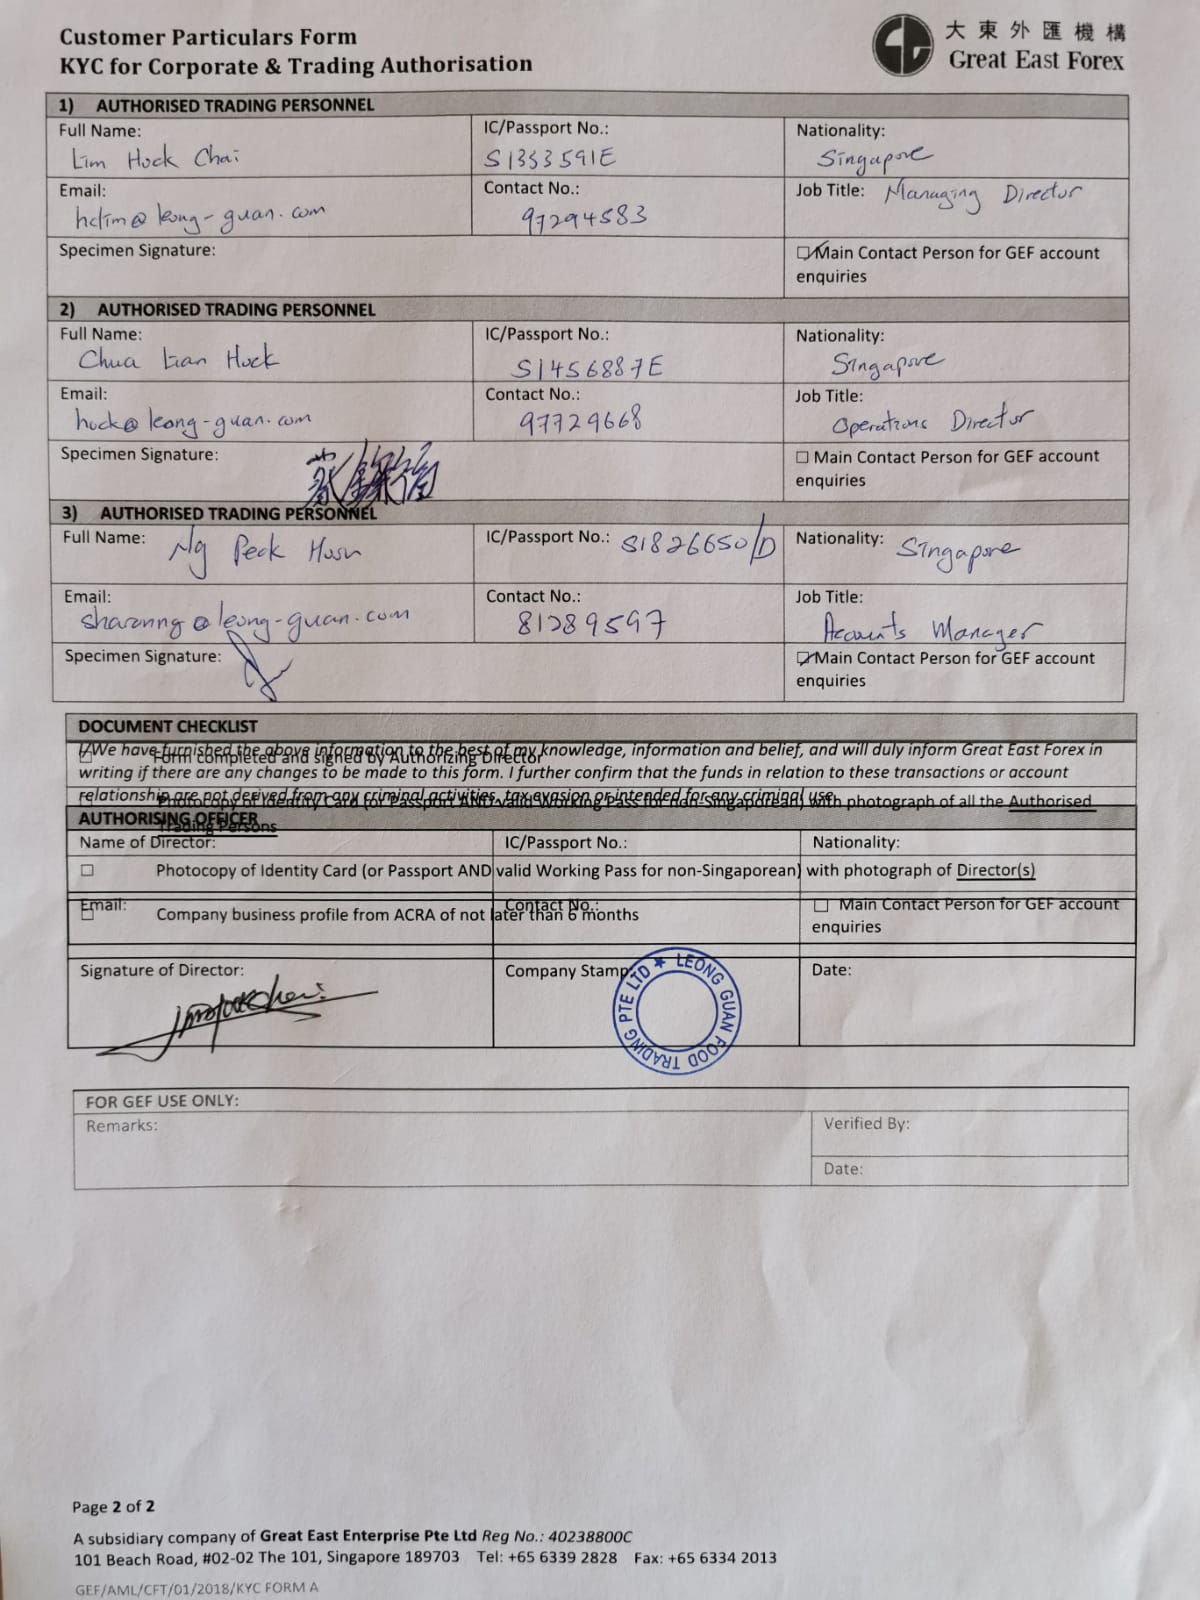 Customer Particulars Form
KYC for Corporate & Trading Authorisation
大東外匯機構
Great East Forex
1) AUTHORISED TRADING PERSONNEL
Full Name: Lim Hock Chai
IC/Passport No.: S1353591E
Nationality: Singapore
Email: hclim@leong-guan.com
Contact No.: 97294583
Job Title: Managing Director
Specimen Signature:
☑ Main Contact Person for GEF account
enquiries
2) AUTHORISED TRADING PERSONNEL
Full Name: Chua Lian Huck
IC/Passport No.: S1456887E
Nationality: Singapore
Email: huck@leong-guan.com
Contact No.: 97729668
Job Title: Operations Director
Specimen Signature:
☐ Main Contact Person for GEF account
enquiries
3) AUTHORISED TRADING PERSONNEL
Full Name: Ng Peck
IC/Passport No.: S1826650/D
Nationality: Singapore
Email: sharonng@leong-guan.com
Contact No.: 81289597
Job Title: Accounts Manager
Specimen Signature:
☑ Main Contact Person for GEF account
enquiries
DOCUMENT CHECKLIST
I/We have furnished the above information to the best of my knowledge, information and belief, and will duly inform Great East Forex in
☐ Form completed and signed by Authorizing Director
writing if there are any changes to be made to this form. I further confirm that the funds in relation to these transactions or account
relationship are not derived from any criminal activities, tax evasion or intended for any criminal use.
☐ Photocopy of Identity Card (or Passport AND valid Working Pass for non-Singaporean) with photograph of all the Authorised
Trading Persons
AUTHORISING OFFICER
Name of Director:
IC/Passport No.:
Nationality:
☐ Photocopy of Identity Card (or Passport AND valid Working Pass for non-Singaporean) with photograph of Director(s)
Email:
Contact No.:
☐ Main Contact Person for GEF account
enquiries
☐ Company business profile from ACRA of not later than 6 months
Signature of Director:
Company Stamp:
LEONG GUAN FOOD TRADING PTE LTD ★
Date:
FOR GEF USE ONLY:
Remarks:
Verified By:
Date:
Page 2 of 2
A subsidiary company of Great East Enterprise Pte Ltd Reg No.: 40238800C
101 Beach Road, #02-02 The 101, Singapore 189703 Tel: +65 6339 2828 Fax: +65 6334 2013
GEF/AML/CFT/01/2018/KYC FORM A